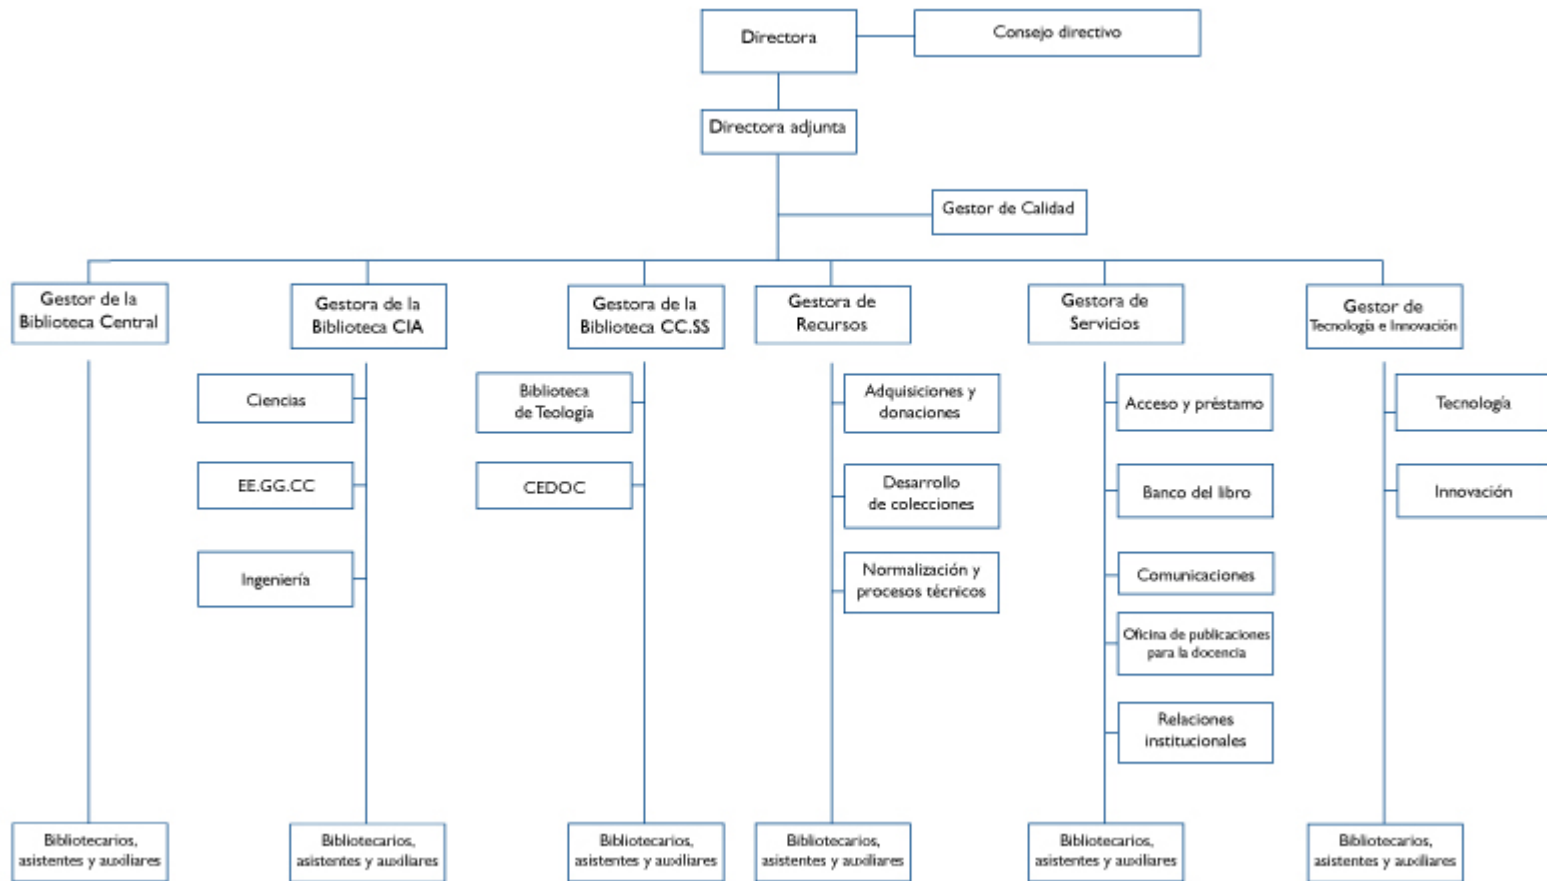 Directora
Consejo directivo
Directora adjunta
Gestor de Calidad
Gestor de la
Biblioteca Central
Gestora de la
Biblioteca CIA
Gestora de la
Biblioteca CC.SS
Gestora de
Recursos
Gestora de
Servicios
Gestor de
Tecnología e Innovación
Ciencias
EE.GG.CC
Ingeniería
Biblioteca
de Teología
CEDOC
Adquisiciones y
donaciones
Desarrollo
de colecciones
Normalización y
procesos técnicos
Acceso y préstamo
Banco del libro
Comunicaciones
Oficina de publicaciones
para la docencia
Relaciones
institucionales
Tecnología
Innovación
Bibliotecarios,
asistentes y auxiliares
Bibliotecarios,
asistentes y auxiliares
Bibliotecarios,
asistentes y auxiliares
Bibliotecarios,
asistentes y auxiliares
Bibliotecarios,
asistentes y auxiliares
Bibliotecarios,
asistentes y auxiliares